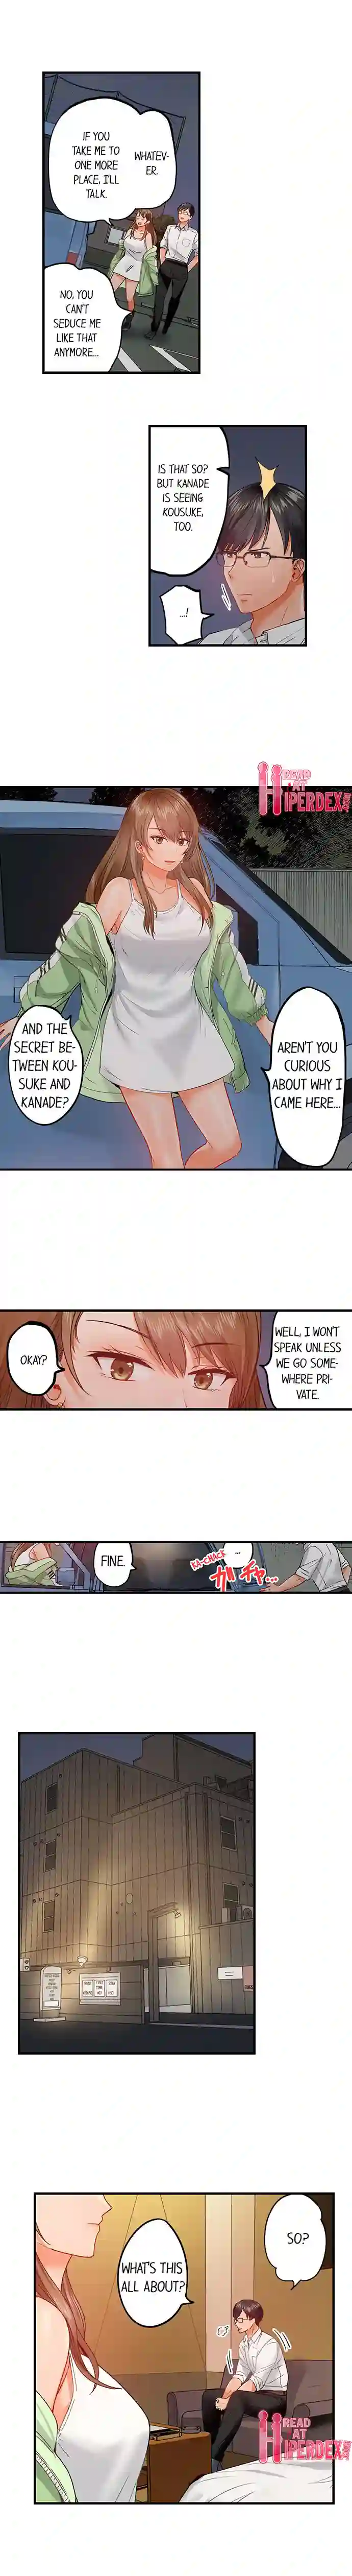 WHATEV-
ER.
IF YOU
TAKE ME TO
ONE MORE
PLACE, I'LL
TALK.
NO, YOU
CAN'T
SEDUCE ME
LIKE THAT
ANYMORE...
IS THAT SO?
BUT KANADE
IS SEEING
KOUSUKE,
TOO.
...!
READ
AT
HIPERDEX
AREN'T YOU
CURIOUS
ABOUT WHY I
CAME HERE...
AND THE
SECRET BE-
TWEEN KOU-
SUKE AND
KANADE?
WELL, I WON'T
SPEAK UNLESS
WE GO SOME-
WHERE PRI-
VATE.
OKAY?
...
KA-CHACK
ガチャ...
FINE.
SO?
WHAT'S THIS
ALL ABOUT?
READ
AT
HIPERDEX